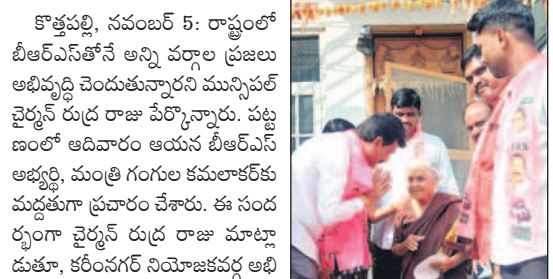 కొత్తపల్లి, నవంబర్ 5: రాష్ట్రంలో
బీఆర్ఎస్‌తోనే అన్ని వర్గాల ప్రజలు
అభివృద్ధి చెందుతున్నారని మున్సిపల్
చైర్మన్ రుద్ర రాజు పేర్కొన్నారు. పట్ట
ణంలో ఆదివారం ఆయన బీఆర్ఎస్
అభ్యర్థి, మంత్రి గంగుల కమలాకర్‌కు
మద్దతుగా ప్రచారం చేశారు. ఈ సంద
ర్భంగా చైర్మన్ రుద్ర రాజు మాట్లా
డుతూ, కరీంనగర్ నియోజకవర్గ అభి